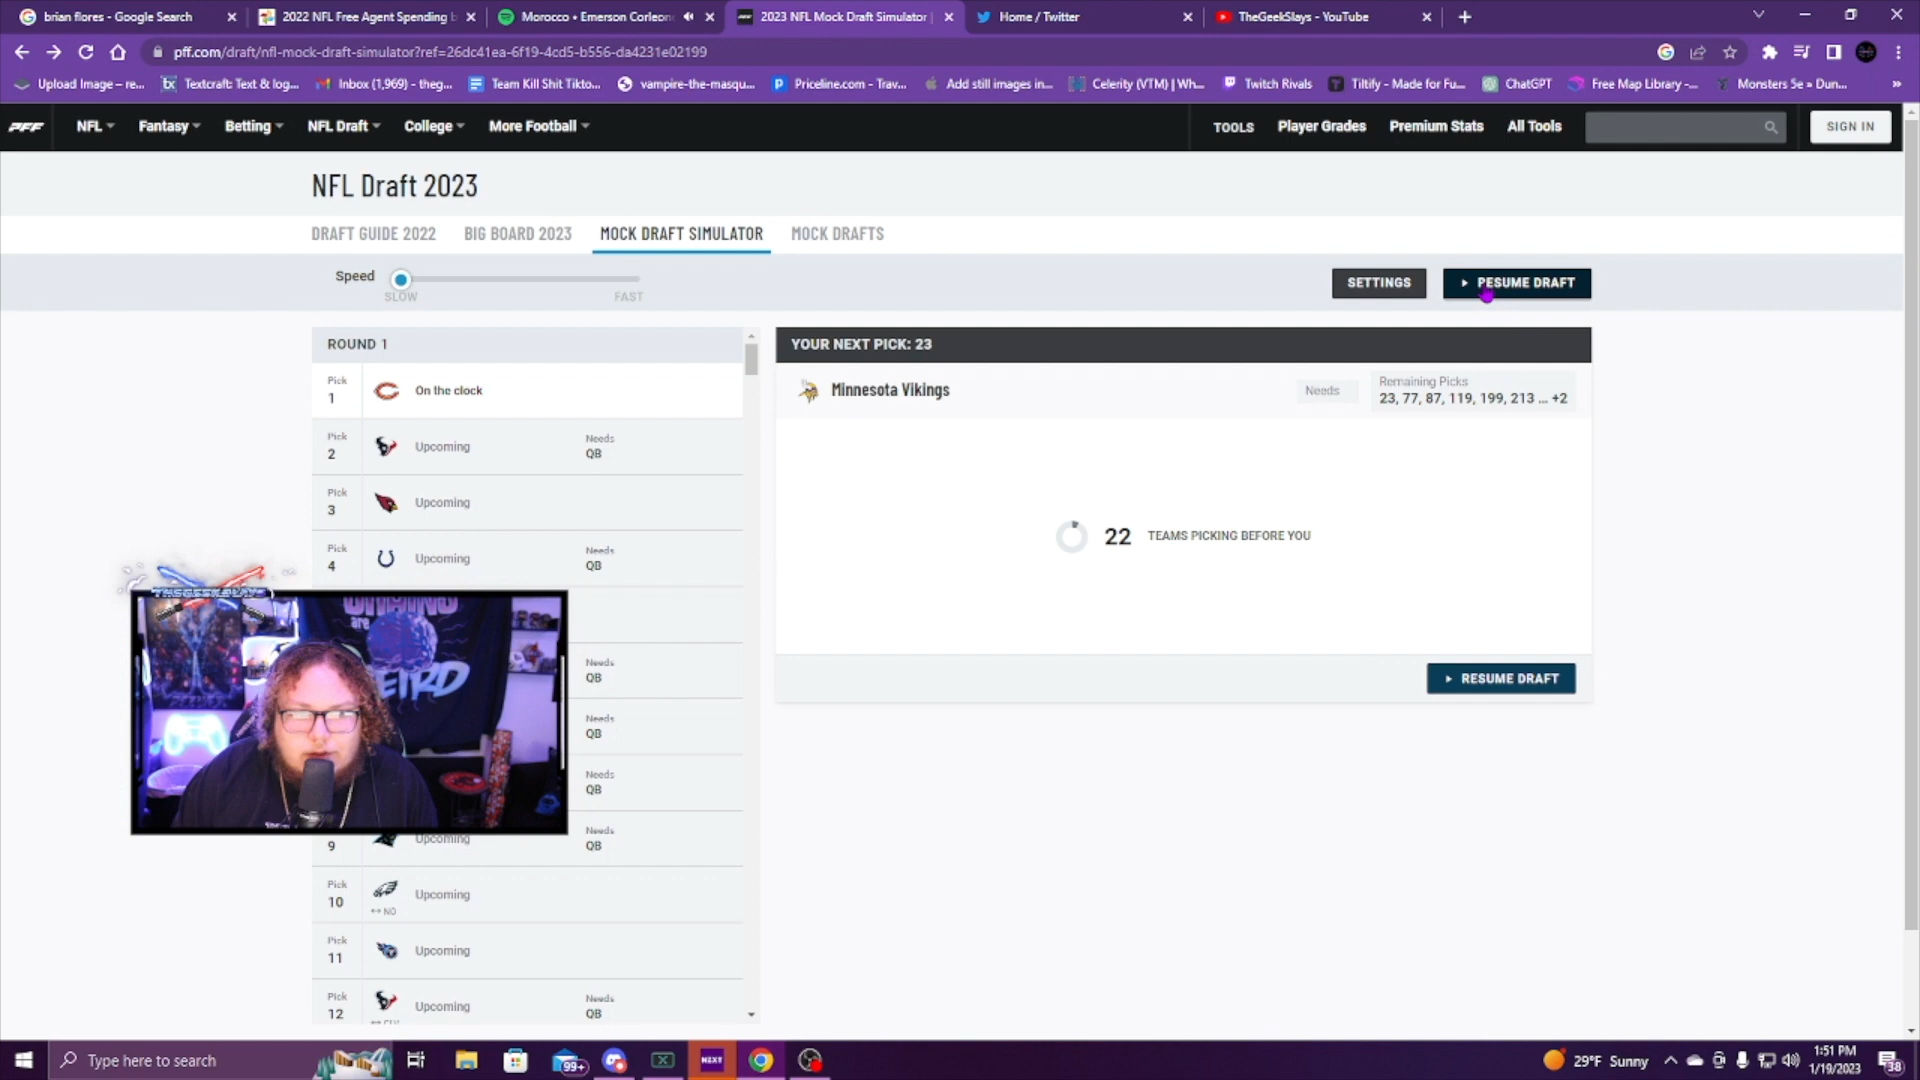 brian flores - Google Search
2022 NFL Free Agent Spending b
Morocco • Emerson Corleone
2023 NFL Mock Draft Simulator |
Home / Twitter
TheGeekSlays - YouTube
pff.com/draft/nfl-mock-draft-simulator?ref=26dc41ea-6f19-4cd5-b556-da4231e02199
Upload Image – re...
Textcraft: Text & log...
Inbox (1,969) – theg...
Team Kill Shit Tikto...
vampire-the-masqu...
Priceline.com - Trav...
Add still images in...
Celerity (VTM) | Wh...
Twitch Rivals
Tiltify - Made for Fu...
ChatGPT
Free Map Library –...
Monsters 5e » Dun...
PFF
NFL
Fantasy
Betting
NFL Draft
College
More Football
TOOLS
Player Grades
Premium Stats
All Tools
SIGN IN
NFL Draft 2023
DRAFT GUIDE 2022
BIG BOARD 2023
MOCK DRAFT SIMULATOR
MOCK DRAFTS
Speed
SLOW
FAST
SETTINGS
RESUME DRAFT
ROUND 1
Pick
1
On the clock
Pick
2
Upcoming
Needs
QB
Pick
3
Upcoming
Pick
4
Upcoming
Needs
QB
Needs
QB
Needs
QB
Needs
QB
9
Upcoming
Needs
QB
Pick
10
↔ NO
Upcoming
Pick
11
Upcoming
Pick
12
Upcoming
Needs
QB
YOUR NEXT PICK: 23
Minnesota Vikings
Needs
Remaining Picks
23, 77, 87, 119, 199, 213 ... +2
22
TEAMS PICKING BEFORE YOU
RESUME DRAFT
THEGEEKSLAYS
are
Type here to search
99+
NEXT
29°F Sunny
1:51 PM
1/19/2023
38